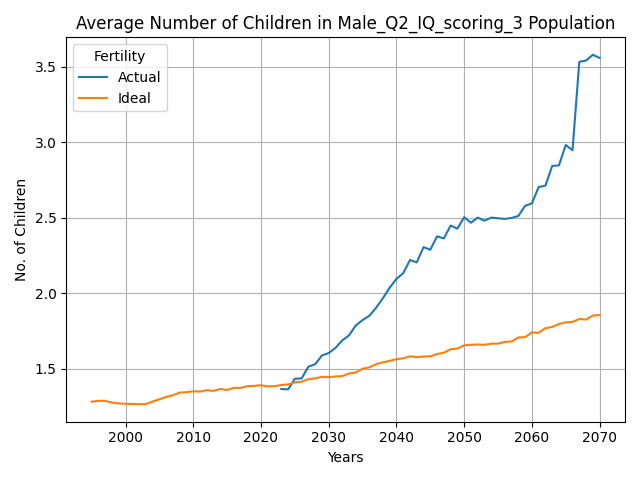 Average Number of Children in Male_Q2_IQ_scoring_3 Population
Fertility
Actual
Ideal
3.5
3.0
2.5
2.0
1.5
No. of Children
2000 2010 2020 2030 2040 2050 2060 2070
Years